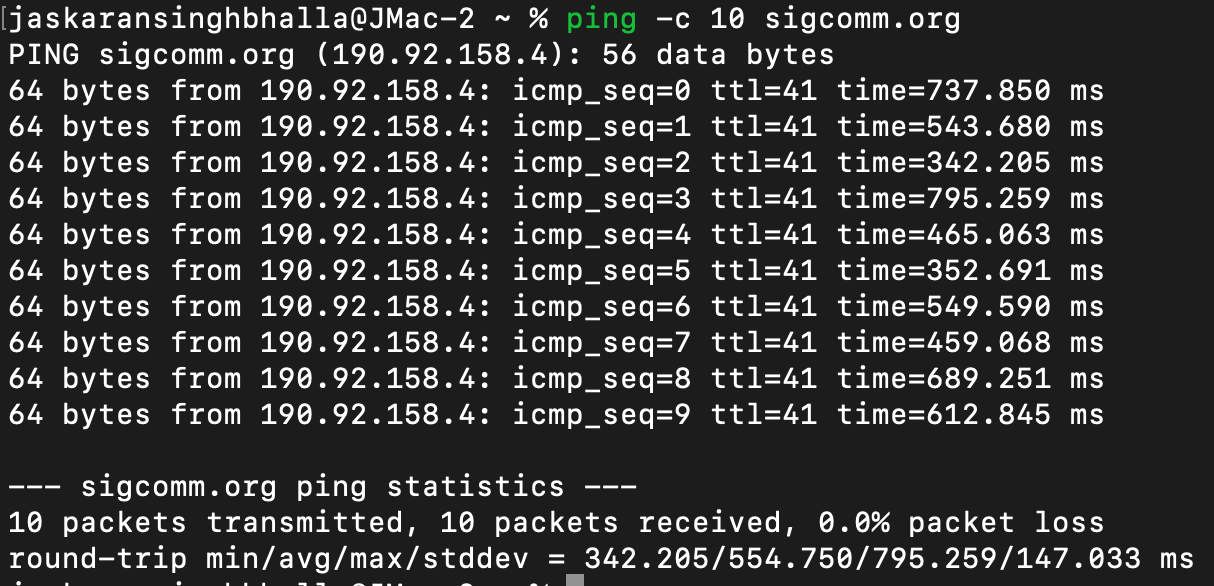 jaskaransinghbhalla@JMac-2 ~ % ping -c 10 sigcomm.org
PING sigcomm.org (190.92.158.4): 56 data bytes
64 bytes from 190.92.158.4: icmp_seq=0 ttl=41 time=737.850 ms
64 bytes from 190.92.158.4: icmp_seq=1 ttl=41 time=543.680 ms
64 bytes from 190.92.158.4: icmp_seq=2 ttl=41 time=342.205 ms
64 bytes from 190.92.158.4: icmp_seq=3 ttl=41 time=795.259 ms
64 bytes from 190.92.158.4: icmp_seq=4 ttl=41 time=465.063 ms
64 bytes from 190.92.158.4: icmp_seq=5 ttl=41 time=352.691 ms
64 bytes from 190.92.158.4: icmp_seq=6 ttl=41 time=549.590 ms
64 bytes from 190.92.158.4: icmp_seq=7 ttl=41 time=459.068 ms
64 bytes from 190.92.158.4: icmp_seq=8 ttl=41 time=689.251 ms
64 bytes from 190.92.158.4: icmp_seq=9 ttl=41 time=612.845 ms
--- sigcomm.org ping statistics ---
10 packets transmitted, 10 packets received, 0.0% packet loss
round-trip min/avg/max/stddev = 342.205/554.750/795.259/147.033 ms